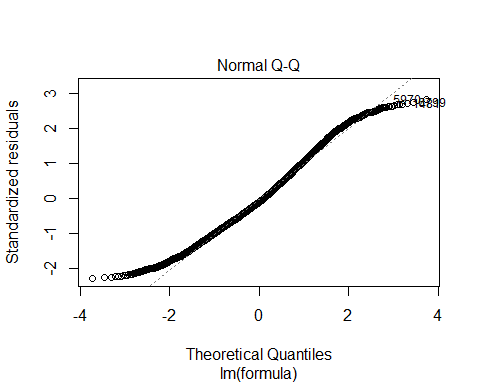 Normal Q-Q
Standardized residuals
3
2
1
0
-1
-2
-4
-2
0
2
4
Theoretical Quantiles
lm(formula)